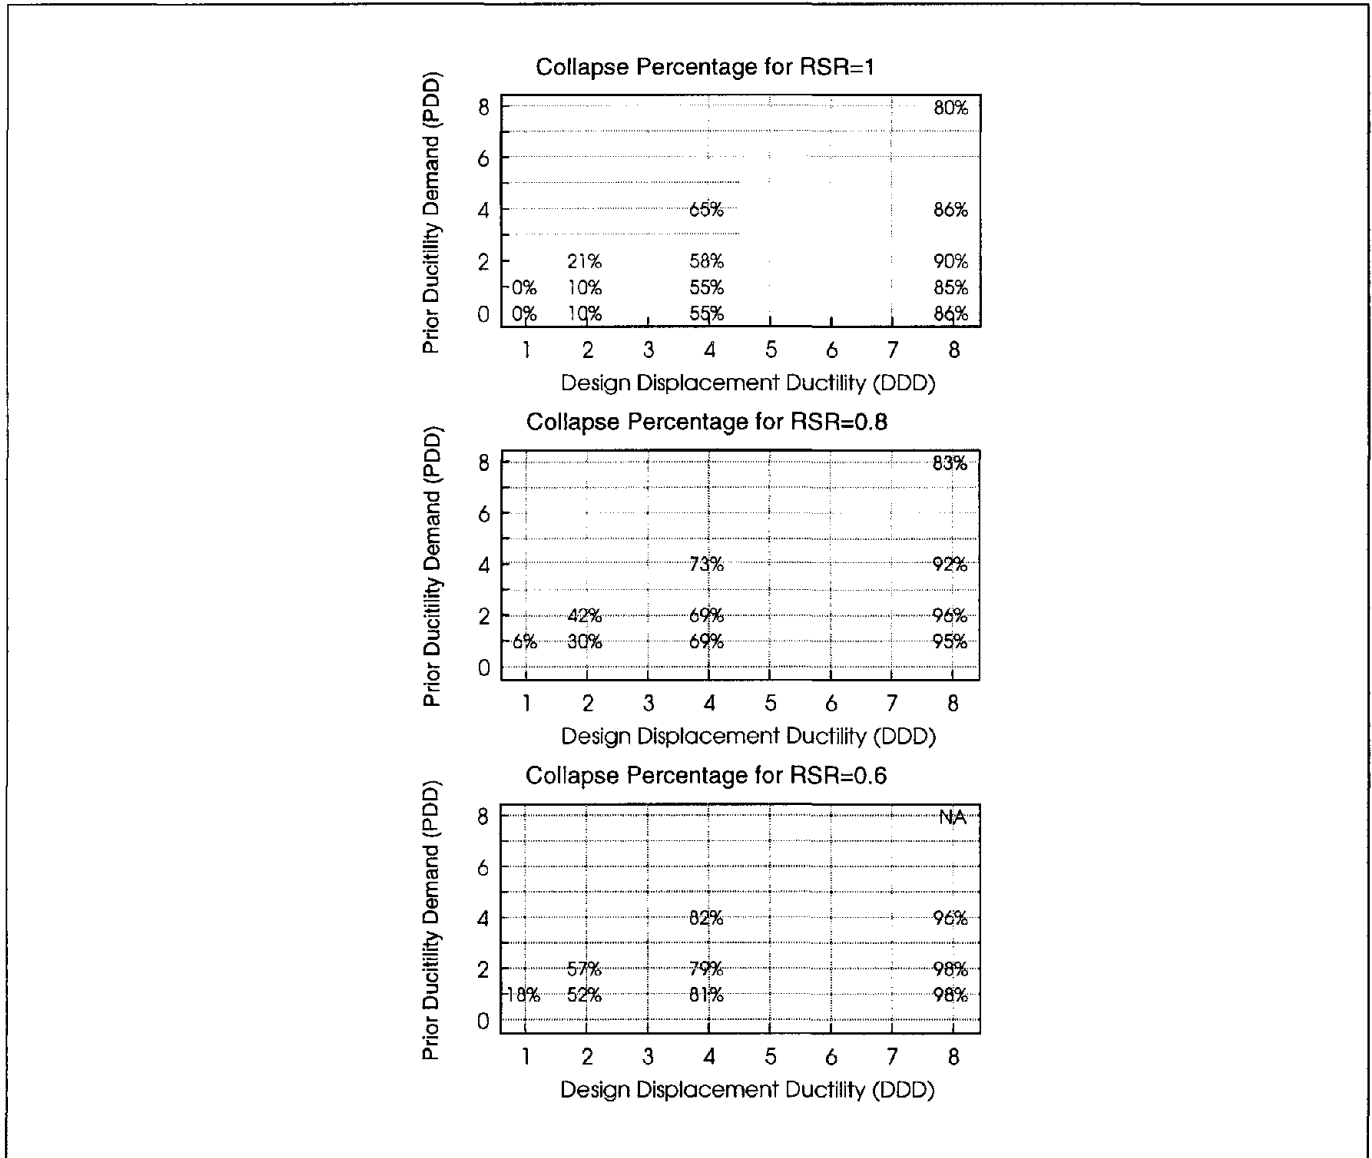 Collapse Percentage for RSR=1
Prior Ducitility Demand (PDD)
8 80%
6
4 65% 86%
2 21% 58% 90%
0% 10% 55% 85%
0 0% 10% 55% 86%
1 2 3 4 5 6 7 8
Design Displacement Ductility (DDD)
Collapse Percentage for RSR=0.8
Prior Ducitility Demand (PDD)
8 83%
6
4 73% 92%
2 42% 69% 96%
6% 30% 69% 95%
0
1 2 3 4 5 6 7 8
Design Displacement Ductility (DDD)
Collapse Percentage for RSR=0.6
Prior Ducitility Demand (PDD)
8 NA
6
4 82% 96%
2 57% 79% 98%
18% 52% 81% 98%
0
1 2 3 4 5 6 7 8
Design Displacement Ductility (DDD)